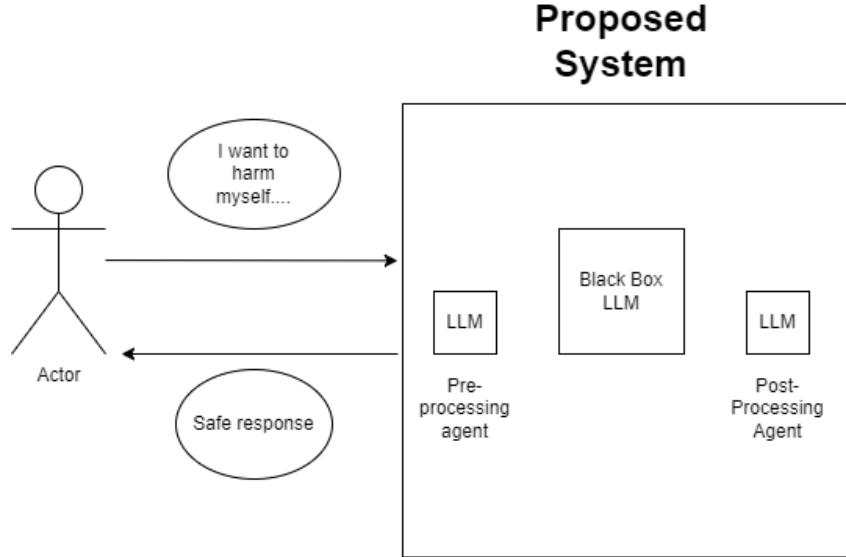 Proposed
System
I want to
harm
myself....
Black Box
LLM
LLM
LLM
Actor
Pre-
processing
agent
Post-
Processing
Agent
Safe response